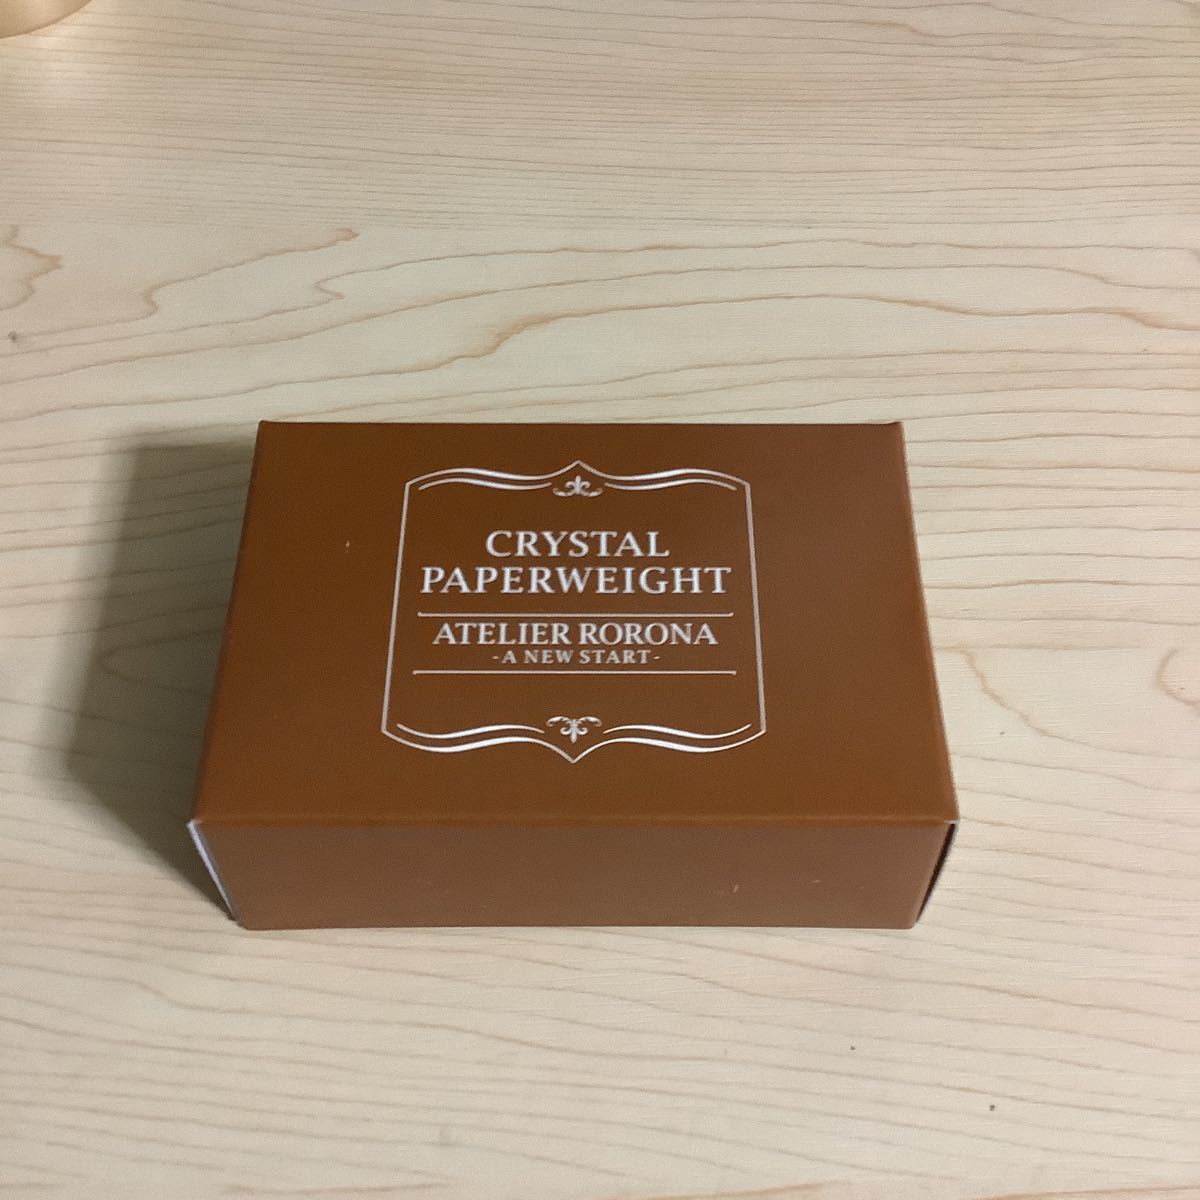 CRYSTAL
PAPERWEIGHT
ATELIER RORONA
- A NEW START -